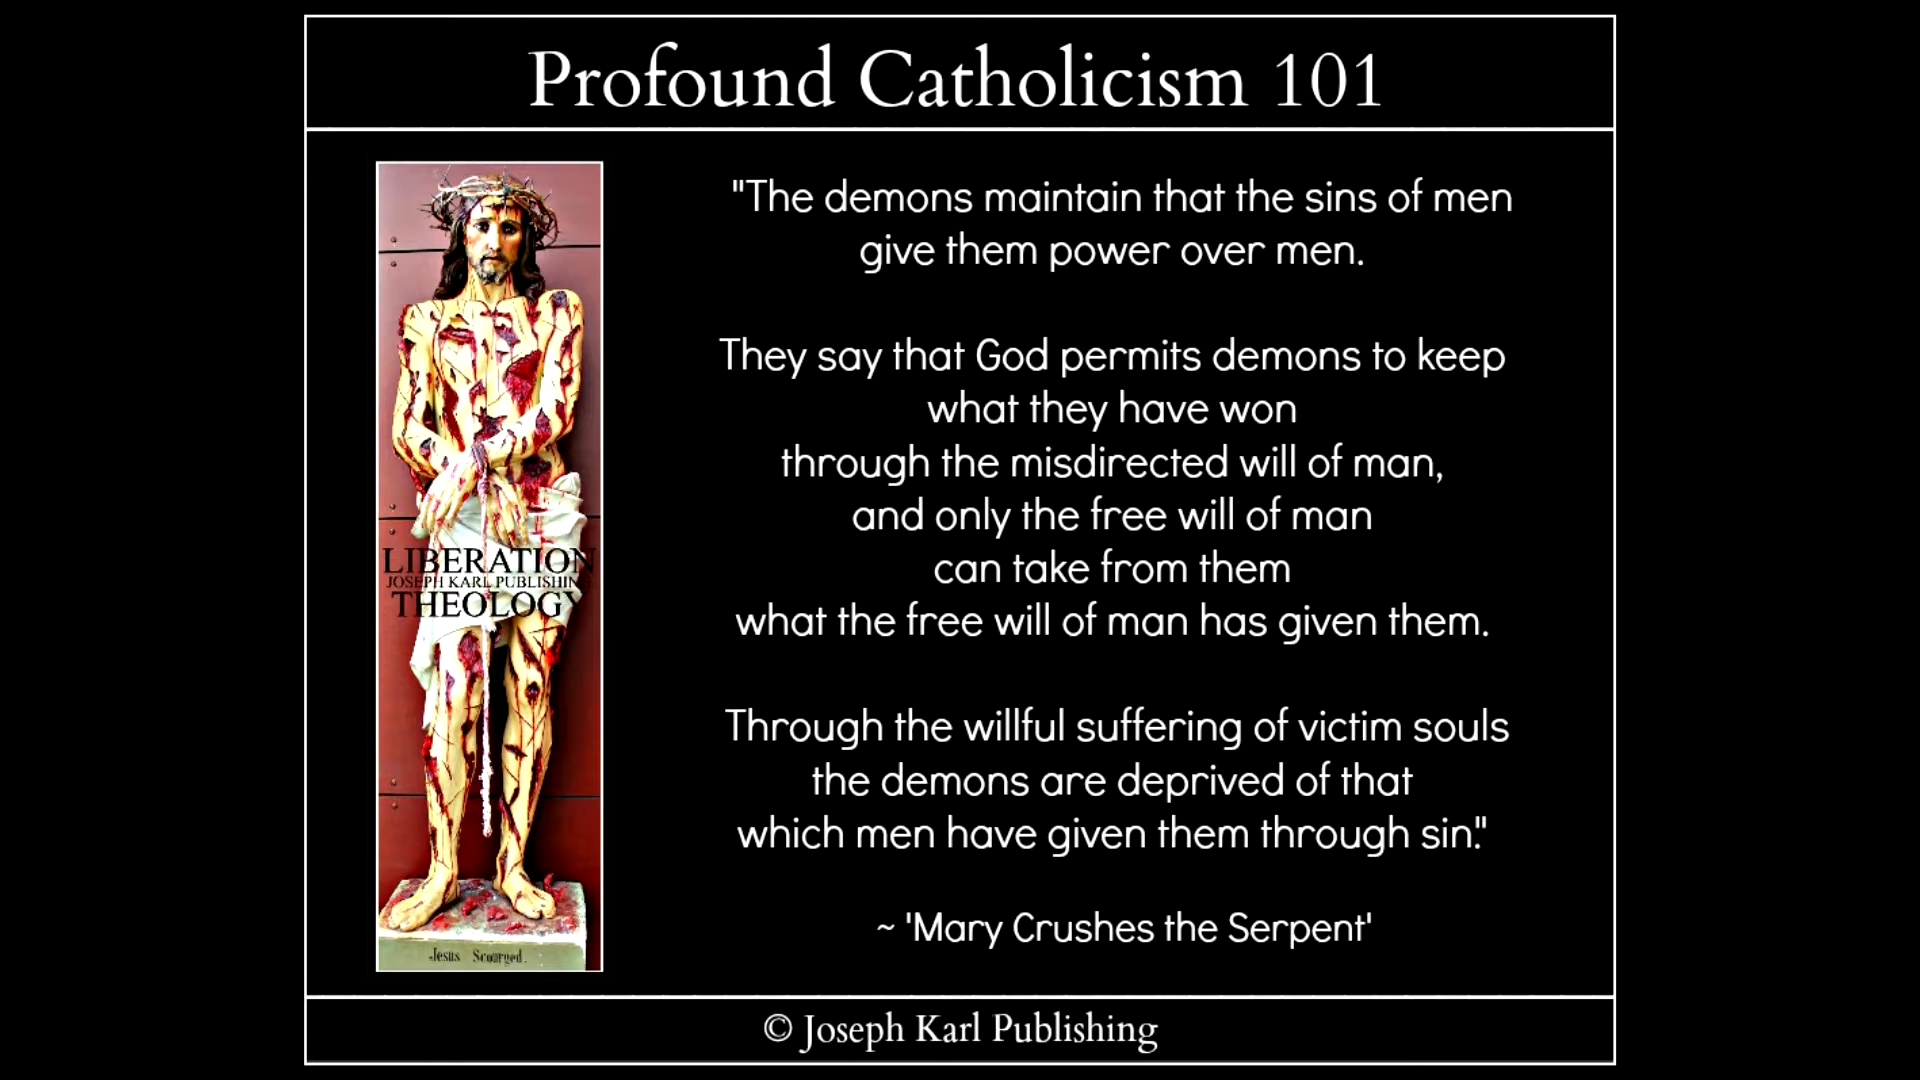 Profound Catholicism 101
"The demons maintain that the sins of men
give them power over men.
They say that God permits demons to keep
what they have won
through the misdirected will of man,
and only the free will of man
can take from them
what the free will of man has given them.
Through the willful suffering of victim souls
the demons are deprived of that
which men have given them through sin."
~ 'Mary Crushes the Serpent'
LIBERATION
JOSEPH KARL PUBLISHING
THEOLOGY
Jesus Scourged.
© Joseph Karl Publishing